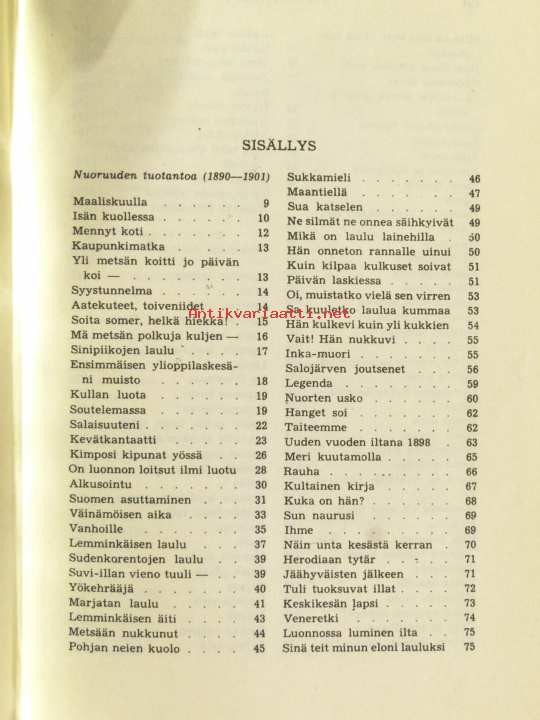 SISÄLLYS
Nuoruuden tuotantoa (1890—1901)
Maaliskuulla . . . . . . 9
Isän kuollessa . . . . . . 10
Mennyt koti . . . . . . . 12
Kaupunkimatka . . . . . 13
Yli metsän koitti jo päivän
koi — . . . . . . . . 13
Syystunnelma . . . . . . 14
Aatekuteet, toiveniidet . . . 14
Soita somer, helkä hiekka! . . 15
Mä metsän polkuja kuljen — 16
Sinipiikojen laulu . . . . . 17
Ensimmäisen ylioppilaskesä-
ni muisto . . . . . . 18
Kullan luota . . . . . . 19
Soutelemassa . . . . . . 19
Salaisuuteni . . . . . . . 22
Kevätkantaatti . . . . . 23
Kimposi kipunat yössä . . 26
On luonnon loitsut ilmi luotu 28
Alkusointu . . . . . . . 30
Suomen asuttaminen . . . 31
Väinämöisen aika . . . . 33
Vanhoille . . . . . . . 35
Lemminkäisen laulu . . . 37
Sudenkorentojen laulu . . 39
Suvi-illan vieno tuuli — . . 39
Yökehrääjä . . . . . . . 40
Marjatan laulu . . . . . 41
Lemminkäisen äiti . . . . 43
Metsään nukkunut . . . . 44
Pohjan neien kuolo . . . . 45
Sukkamieli . . . . . . . 46
Maantiellä . . . . . . . 47
Sua katselen . . . . . . 49
Ne silmät ne onnea säihkyivät 49
Mikä on laulu lainehilla . 50
Hän onneton rannalle uinui 50
Kuin kilpaa kulkuset soivat 51
Päivän laskiessa . . . . . 51
Oi, muistatko vielä sen virren 53
Sa kuuletko laulua kummaa 53
Hän kulkevi kuin yli kukkien 54
Vait! Hän nukkuvi . . . . 55
Inka-muori . . . . . . . 55
Salojärven joutsenet . . . 56
Legenda . . . . . . . . 59
Nuorten usko . . . . . . 60
Hanget soi . . . . . . . 62
Taiteemme . . . . . . . 62
Uuden vuoden iltana 1898 . 63
Meri kuutamolla . . . . . 65
Rauha . . . . . . . . . 66
Kultainen kirja . . . . . 67
Kuka on hän? . . . . . . 68
Sun naurusi . . . . . . 69
Ihme . . . . . . . . . 69
Näin unta kesästä kerran . 70
Herodiaan tytär . . . . . 71
Jäähyväisten jälkeen . . . 71
Tuli tuoksuvat illat . . . . 72
Keskikesän lapsi . . . . . 73
Veneretki . . . . . . . 74
Luonnossa luminen ilta . . 75
Sinä teit minun eloni lauluksi 75
Antikvariaatti.net